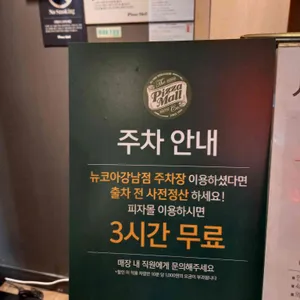 No Smoking
The
Pizza
Mall
주차 안내
뉴코아강남점 주차장 이용하셨다면
출차 전 사전정산 하세요!
피자몰 이용하시면
3시간 무료
매장 내 직원에게 문의해주세요